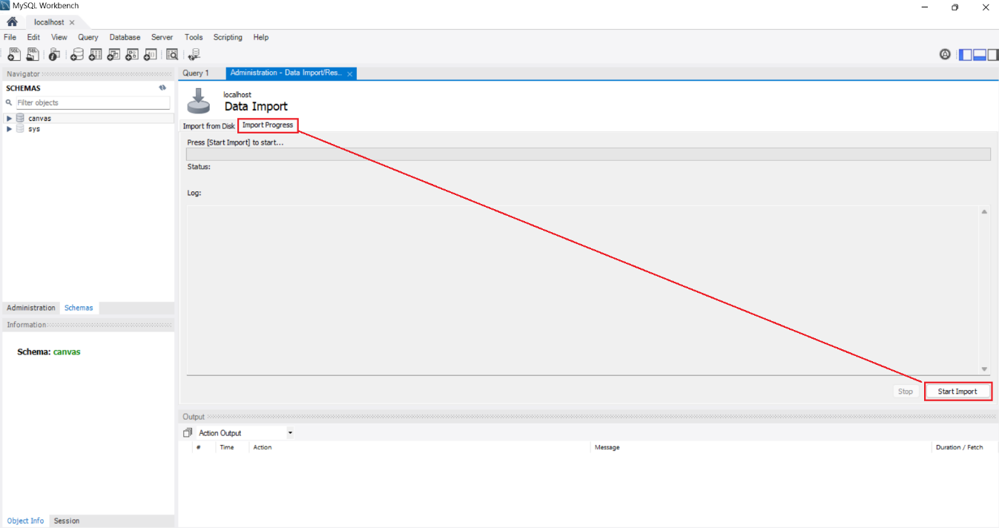 MySQL Workbench
localhost
File Edit View Query Database Server Tools Scripting Help
Navigator
SCHEMAS
Filter objects
canvas
sys
Administration Schemas
Information
Schema: canvas
Object Info Session
Query 1 Administration - Data Import/Res...
localhost
Data Import
Import from Disk Import Progress
Press [Start Import] to start...
Status:
Log:
Stop Start Import
Output
Action Output
# Time Action Message Duration / Fetch